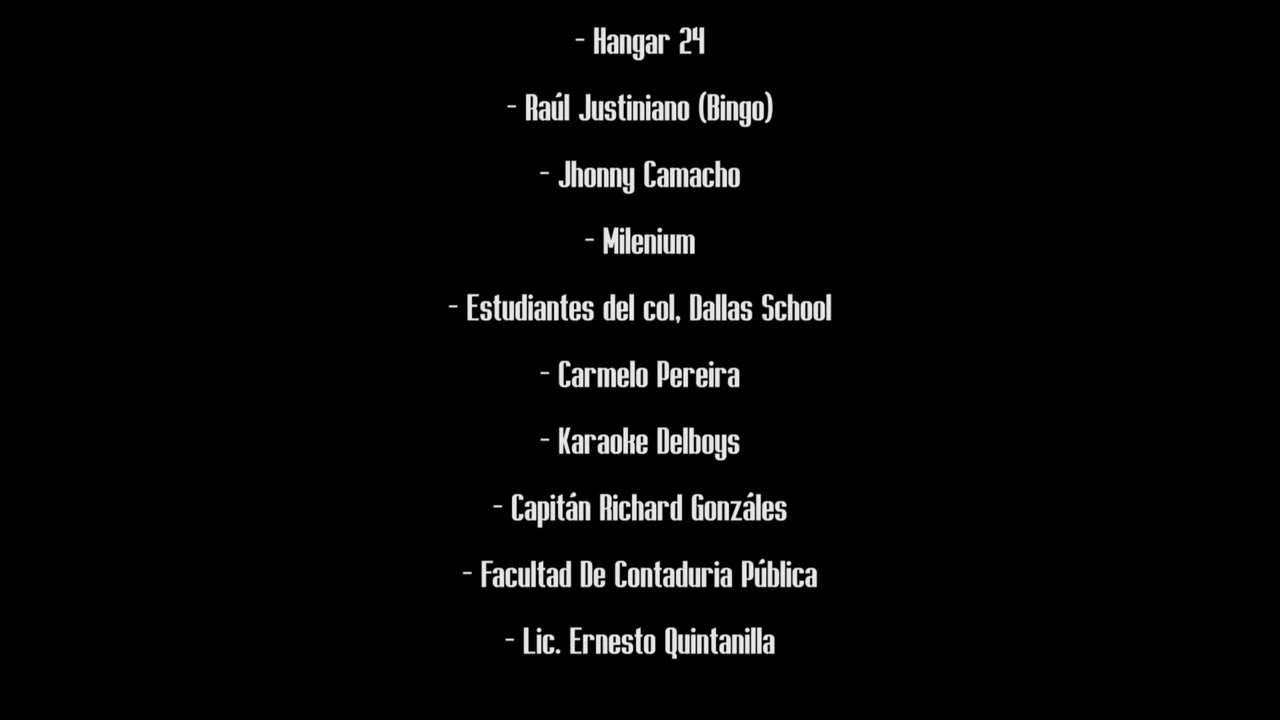 - Hangar 24
- Raúl Justiniano (Bingo)
- Jhonny Camacho
- Milenium
- Estudiantes del col, Dallas School
- Carmelo Pereira
- Karaoke Delboys
- Capitán Richard Gonzáles
- Facultad De Contaduria Pública
- Lic. Ernesto Quintanilla